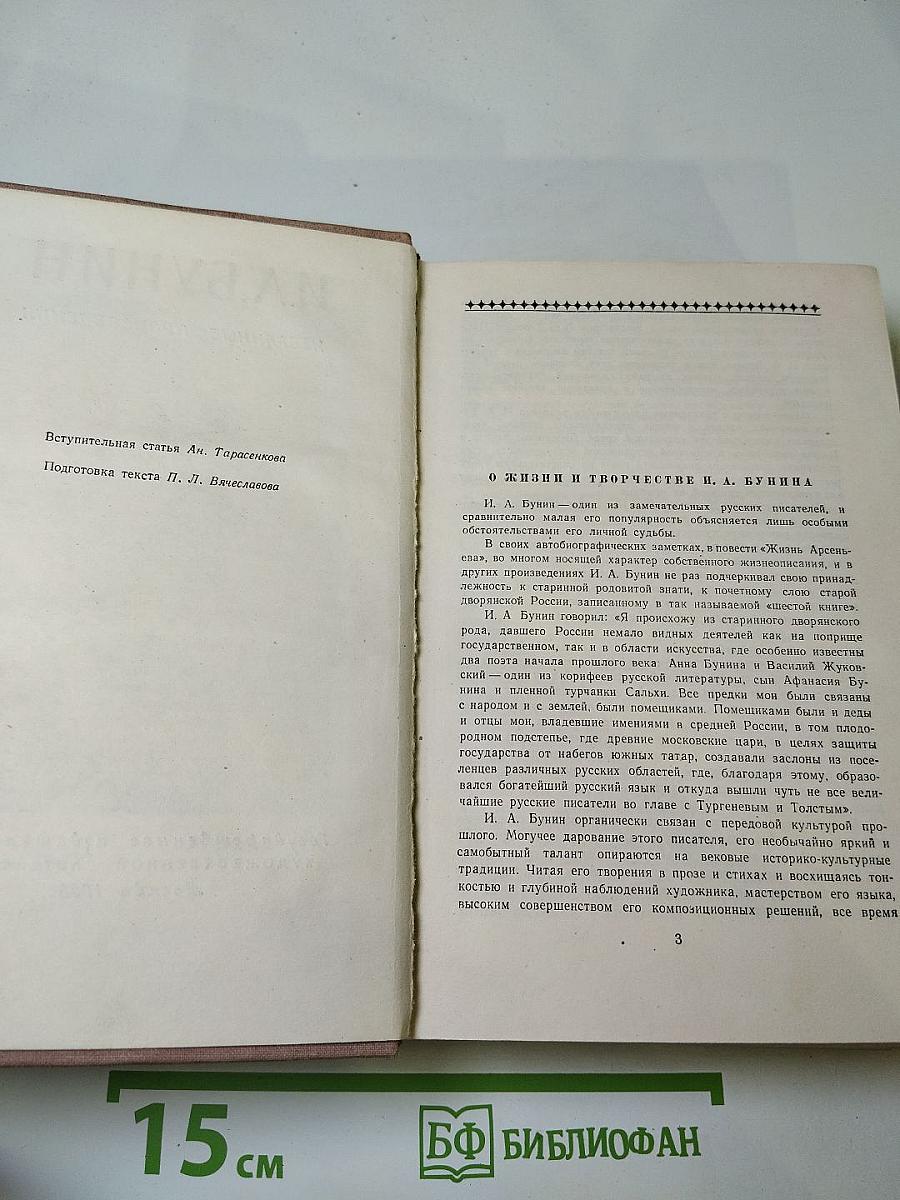 Вступительная статья Ан. Тарасенкова
Подготовка текста П. Л. Вячеславова
О ЖИЗНИ И ТВОРЧЕСТВЕ И. А. БУНИНА
И. А. Бунин — один из замечательных русских писателей, и
сравнительно малая его популярность объясняется лишь особыми
обстоятельствами его личной судьбы.
В своих автобиографических заметках, в повести «Жизнь Арсень-
ева», во многом носящей характер собственного жизнеописания, и в
других произведениях И. А. Бунин не раз подчеркивал свою принад-
лежность к старинной родовитой знати, к почетному слою старой
дворянской России, записанному в так называемой «шестой книге».
И. А Бунин говорил: «Я происхожу из старинного дворянского
рода, давшего России немало видных деятелей как на поприще
государственном, так и в области искусства, где особенно известны
два поэта начала прошлого века: Анна Бунина и Василий Жуков-
ский — один из корифеев русской литературы, сын Афанасия Бу-
нина и пленной турчанки Сальхи. Все предки мои были связаны
с народом и с землей, были помещиками. Помещиками были и деды
и отцы мои, владевшие имениями в средней России, в том плодо-
родном подстепье, где древние московские цари, в целях защиты
государства от набегов южных татар, создавали заслоны из посе-
ленцев различных русских областей, где, благодаря этому, образо-
вался богатейший русский язык и откуда вышли чуть не все вели-
чайшие русские писатели во главе с Тургеневым и Толстым».
И. А. Бунин органически связан с передовой культурой про-
шлого. Могучее дарование этого писателя, его необычайно яркий и
самобытный талант опираются на вековые историко-культурные
традиции. Читая его творения в прозе и стихах и восхищаясь тон-
костью и глубиной наблюдений художника, мастерством его языка,
высоким совершенством его композиционных решений, все время
3
15 см
БФ БИБЛИОФАН